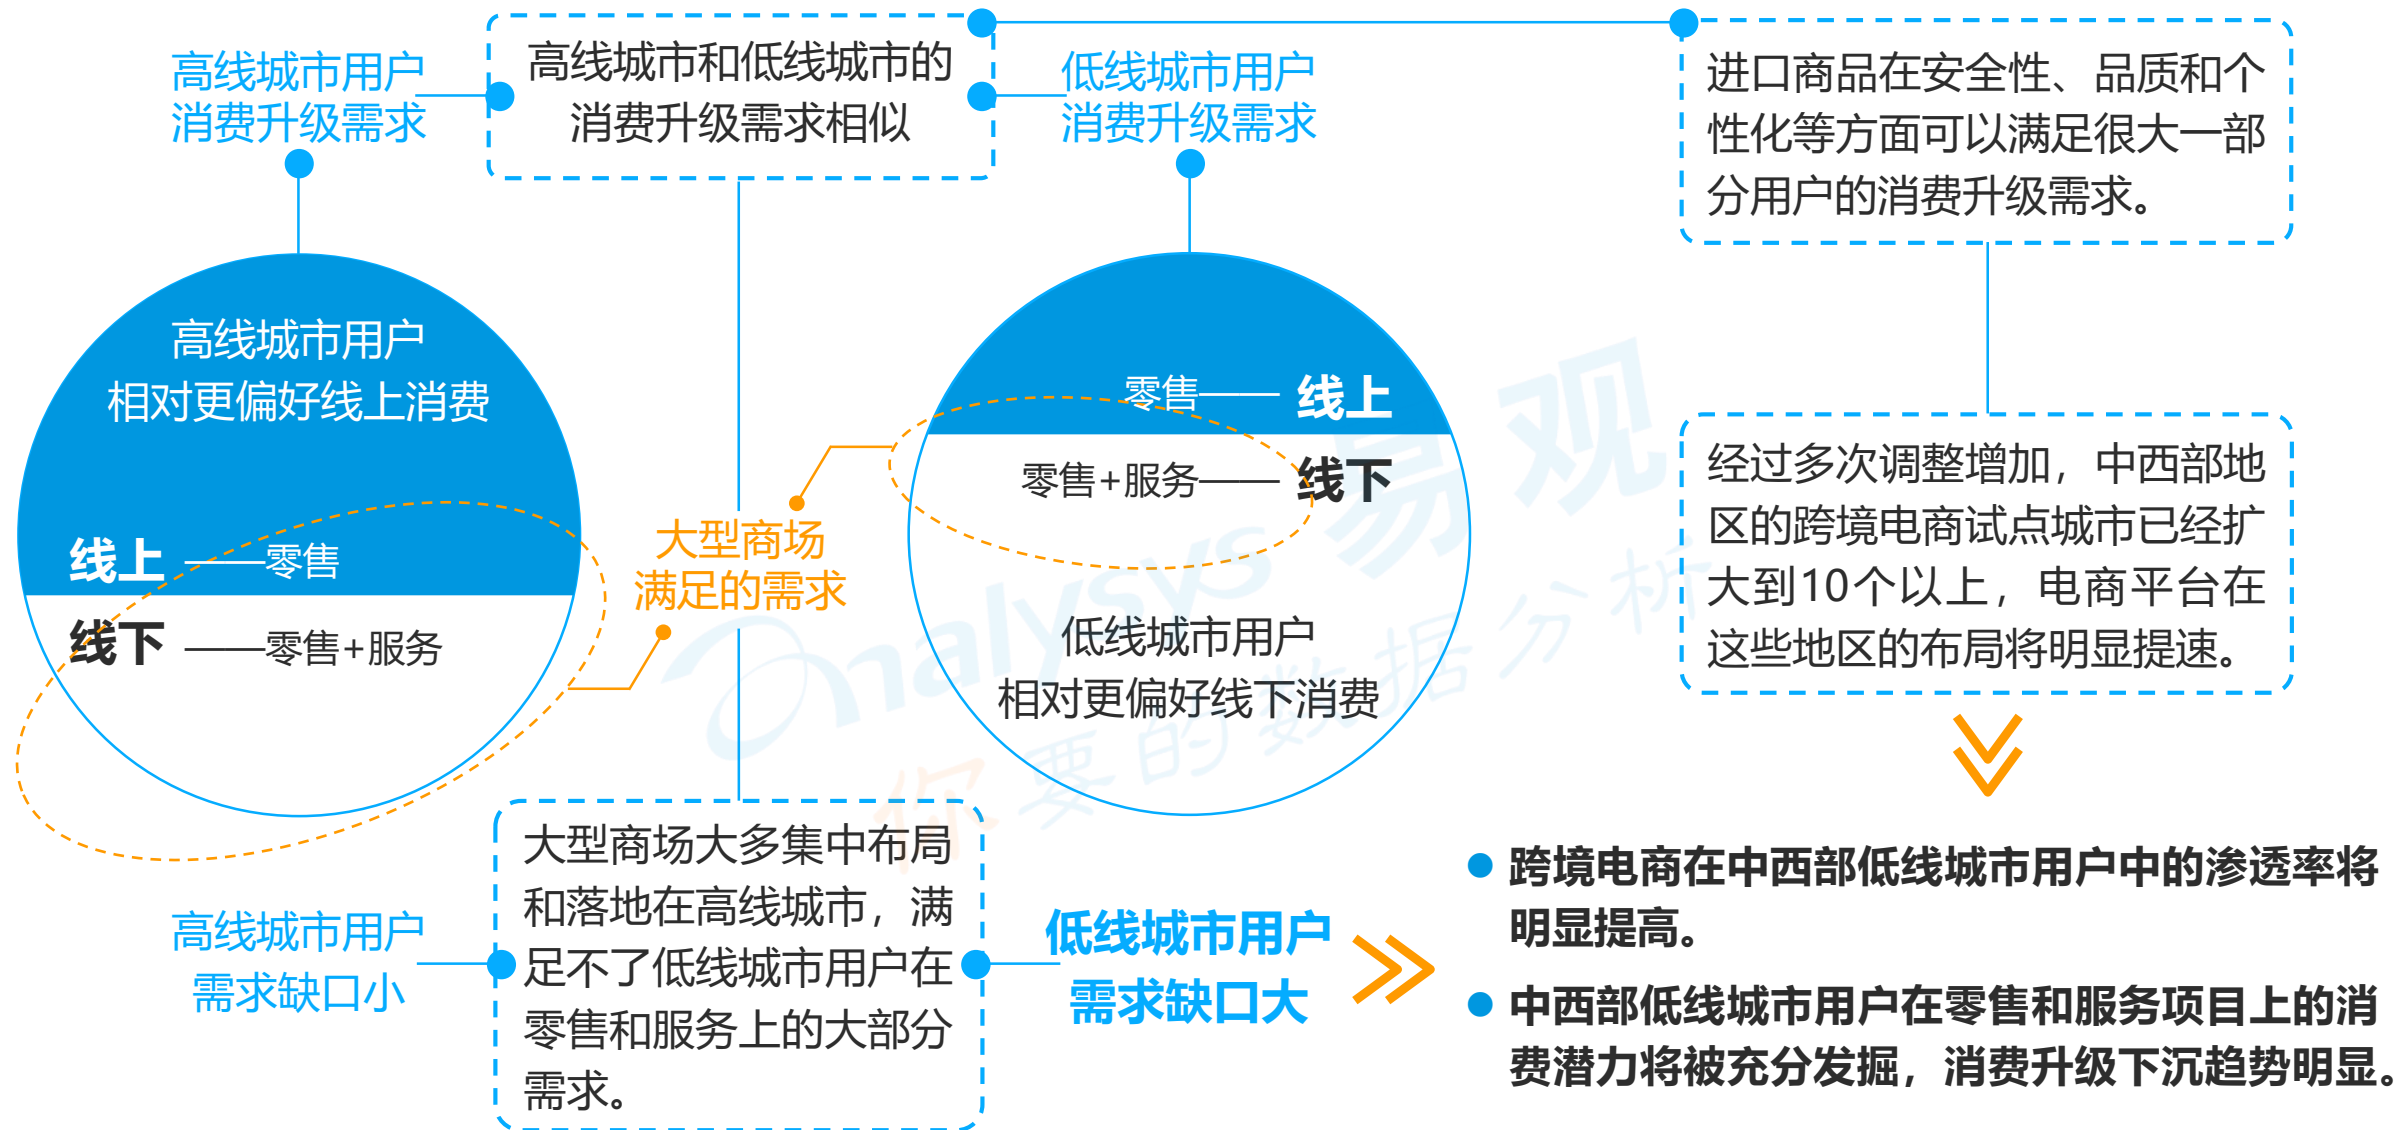 高线城市用户
消费升级需求
高线城市和低线城市的
消费升级需求相似
低线城市用户
消费升级需求
进口商品在安全性、品质和个
性化等方面可以满足很大一部
分用户的消费升级需求。
高线城市用户
相对更偏好线上消费
线上 ——零售
线下 ——零售+服务
大型商场
满足的需求
零售—— 线上
零售+服务—— 线下
低线城市用户
相对更偏好线下消费
经过多次调整增加，中西部地
区的跨境电商试点城市已经扩
大到10个以上，电商平台在
这些地区的布局将明显提速。
analysys 易观
你要的数据分析
高线城市用户
需求缺口小
大型商场大多集中布局
和落地在高线城市，满
足不了低线城市用户在
零售和服务上的大部分
需求。
低线城市用户
需求缺口大
跨境电商在中西部低线城市用户中的渗透率将
明显提高。
中西部低线城市用户在零售和服务项目上的消
费潜力将被充分发掘，消费升级下沉趋势明显。